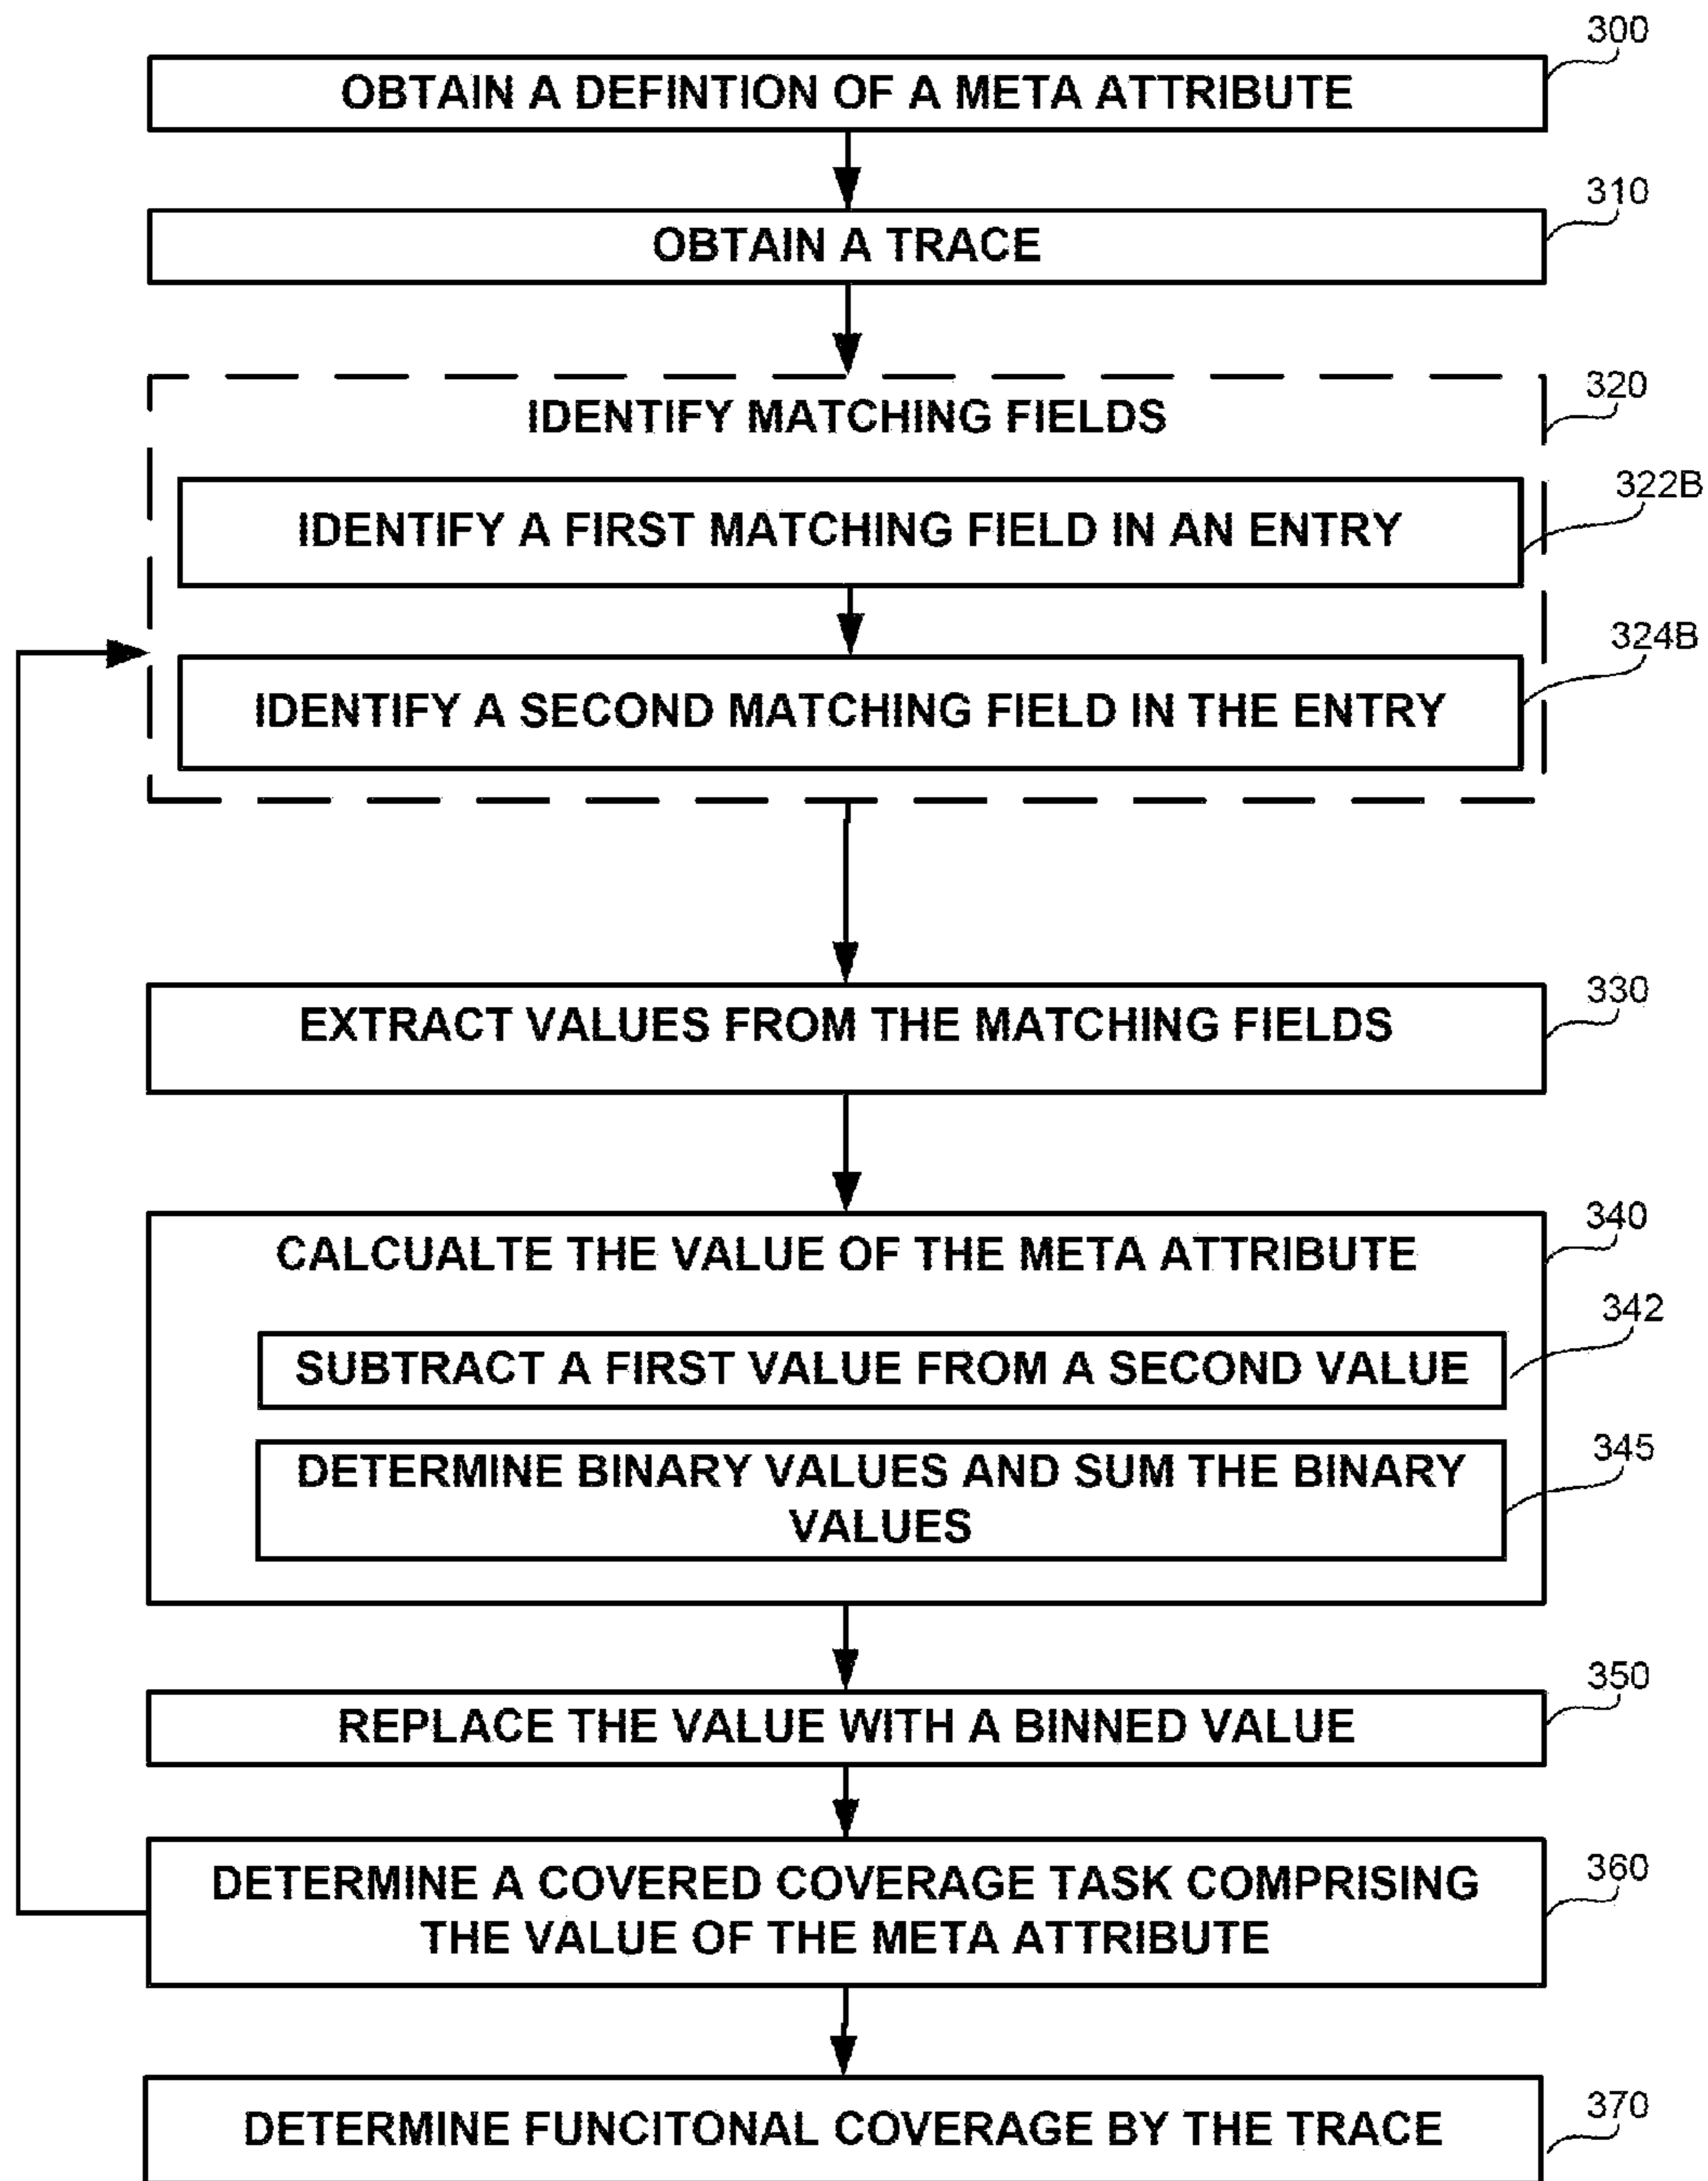 300
OBTAIN A DEFINTION OF A META ATTRIBUTE
310
OBTAIN A TRACE
320
IDENTIFY MATCHING FIELDS
322B
IDENTIFY A FIRST MATCHING FIELD IN AN ENTRY
324B
IDENTIFY A SECOND MATCHING FIELD IN THE ENTRY
330
EXTRACT VALUES FROM THE MATCHING FIELDS
340
CALCUALTE THE VALUE OF THE META ATTRIBUTE
342
SUBTRACT A FIRST VALUE FROM A SECOND VALUE
345
DETERMINE BINARY VALUES AND SUM THE BINARY
VALUES
350
REPLACE THE VALUE WITH A BINNED VALUE
360
DETERMINE A COVERED COVERAGE TASK COMPRISING
THE VALUE OF THE META ATTRIBUTE
370
DETERMINE FUNCITONAL COVERAGE BY THE TRACE